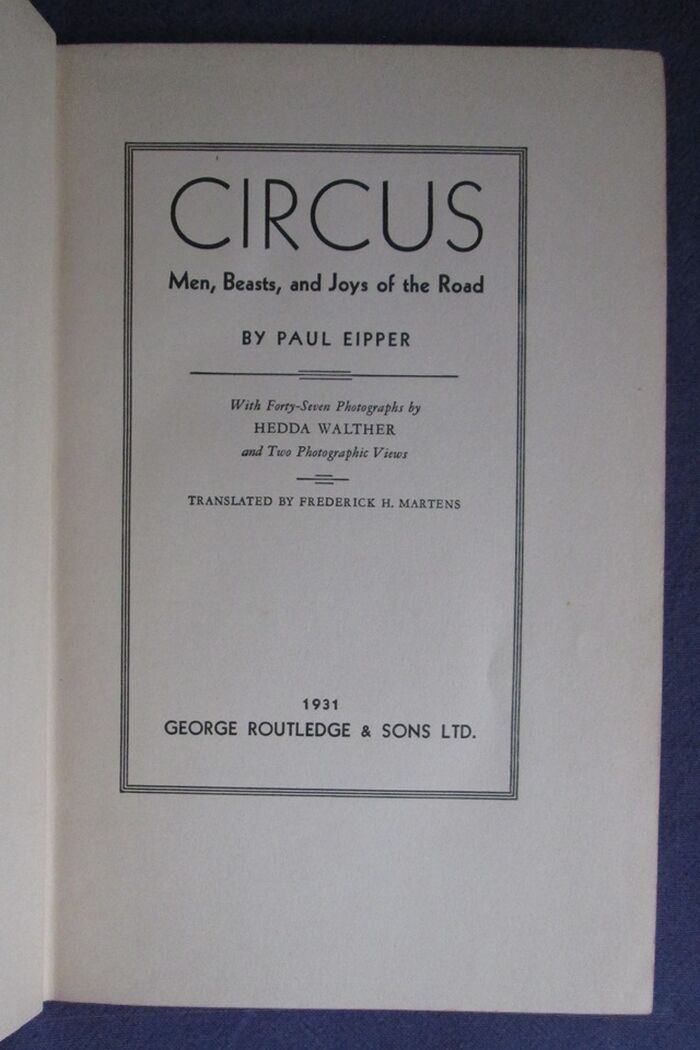 CIRCUS
Men, Beasts, and Joys of the Road
BY PAUL EIPPER
With Forty-Seven Photographs by
HEDDA WALTHER
and Two Photographic Views
TRANSLATED BY FREDERICK H. MARTENS
1931
GEORGE ROUTLEDGE & SONS LTD.